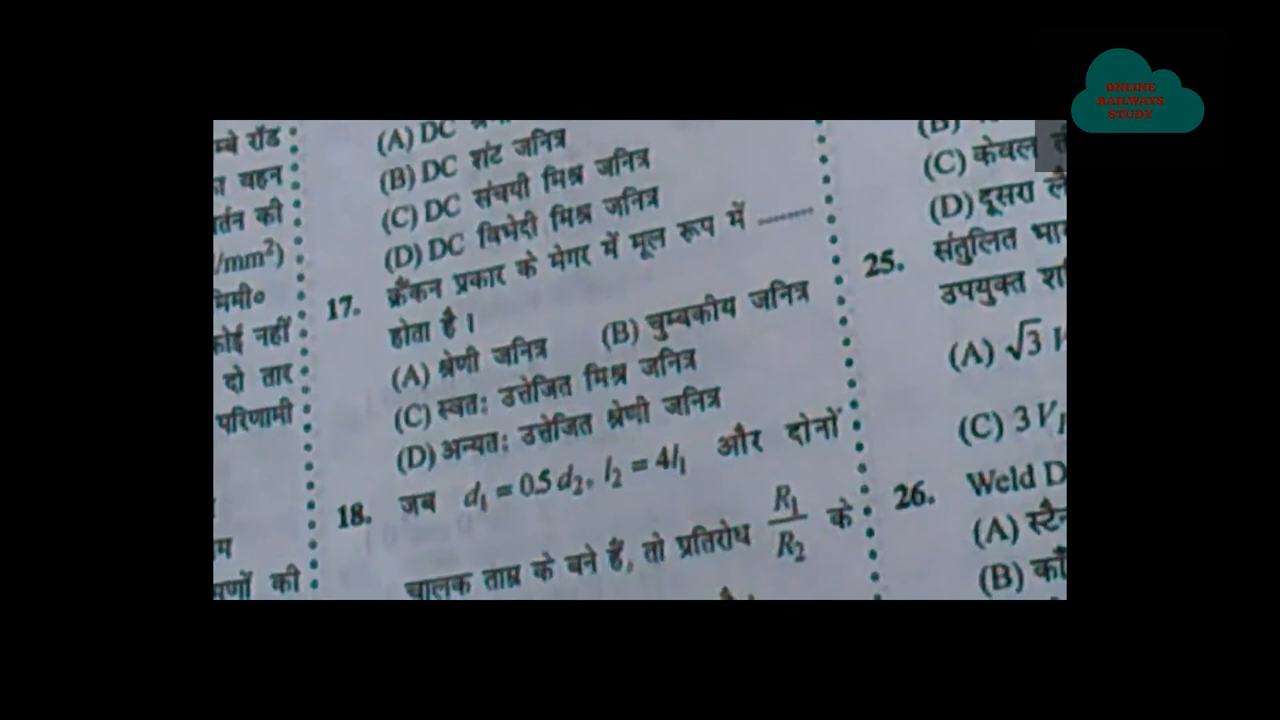 ONLINE
RAILWAYS
STUDY
म्बे रॉड
वहन
र्तन की
/mm²)
मिमी०
कोई नहीं
दो तार
परिणामी
की
(A) DC
(B) DC शंट जनित्र
(C) DC संचयी मिश्र जनित्र
(D) DC विभेदी मिश्र जनित्र
17. क्रैंकन प्रकार के मेगर में मूल रूप में ........
होता है।
(A) श्रेणी जनित्र (B) चुम्बकीय जनित्र
(C) स्वतः उत्तेजित मिश्र जनित्र
(D) अन्यतः उत्तेजित श्रेणी जनित्र
18. जब d₁ = 0.5 d₂, l₂ = 4l₁ और दोनों
चालक ताम्र के बने हैं, तो प्रतिरोध R₁/R₂ के
(B)
(C) केवल
(D) दूसरा
25. संतुलित
उपयुक्त
(A) √3
(C) 3
26. Weld D
(A)
(B)